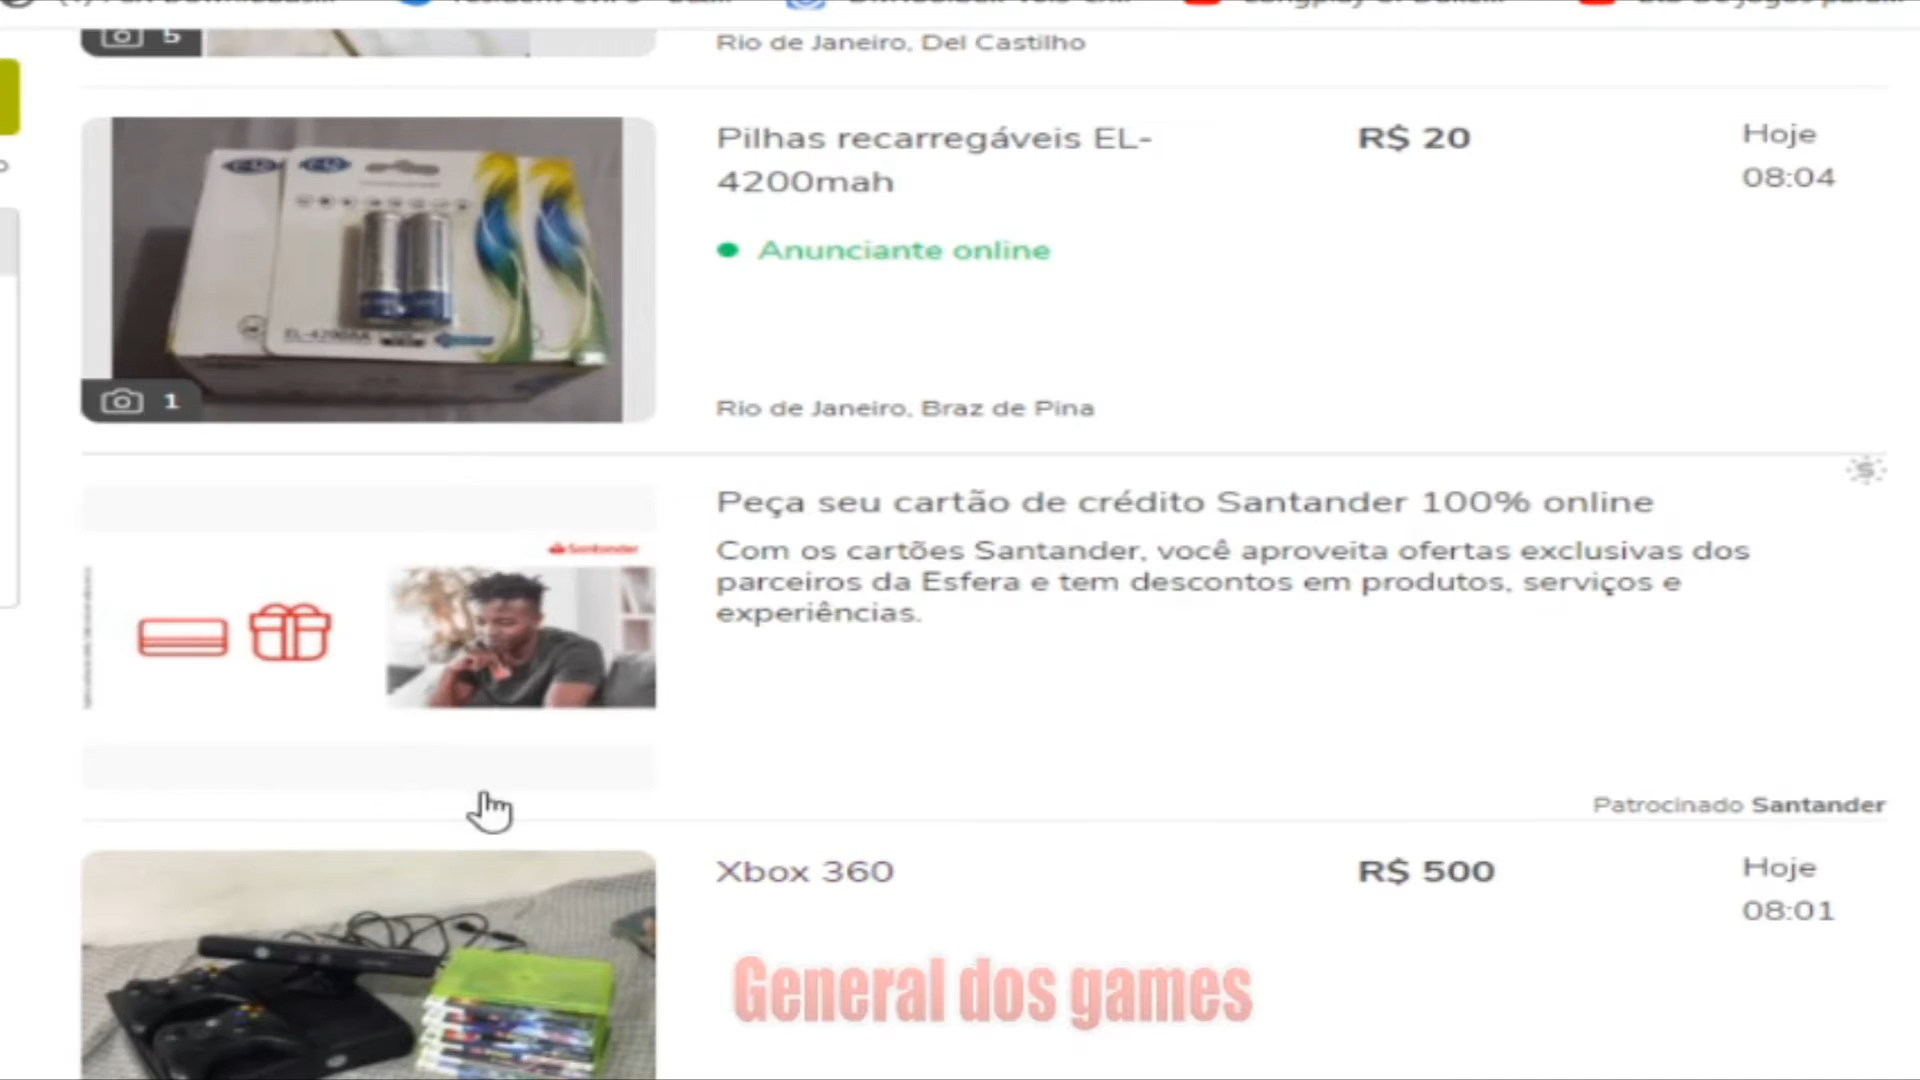 5
Rio de Janeiro, Del Castilho
Pilhas recarregáveis EL-
4200mah
R$ 20
Hoje
08:04
Anunciante online
1
Rio de Janeiro, Braz de Pina
Peça seu cartão de crédito Santander 100% online
Com os cartões Santander, você aproveita ofertas exclusivas dos
parceiros da Esfera e tem descontos em produtos, serviços e
experiências.
Santander
Patrocinado Santander
Xbox 360
R$ 500
Hoje
08:01
General dos games